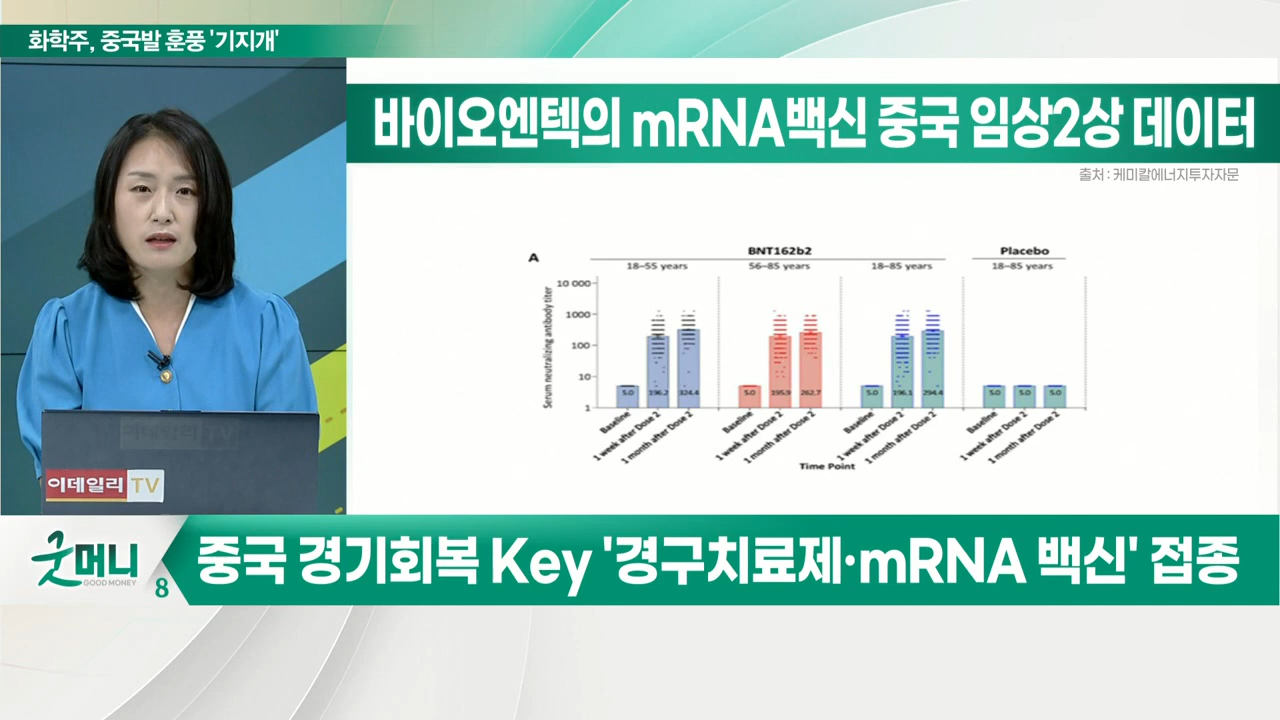 화학주, 중국발 훈풍 '기지개'
바이오엔텍의 mRNA백신 중국 임상2상 데이터
출처 : 케미칼에너지투자자문
A
BNT162b2
Placebo
18–55 years
56–85 years
18–85 years
18–85 years
Serum neutralizing antibody titer
10 000
1000
100
10
1
5.0
196.2
324.4
5.0
195.9
262.7
5.0
196.1
294.4
5.0
5.0
5.0
Baseline
1 week after Dose 2
1 month after Dose 2
Baseline
1 week after Dose 2
1 month after Dose 2
Baseline
1 week after Dose 2
1 month after Dose 2
Baseline
1 week after Dose 2
1 month after Dose 2
Time Point
이데일리 TV
이데일리 TV
굿머니
GOOD MONEY
8
중국 경기회복 Key '경구치료제·mRNA 백신' 접종